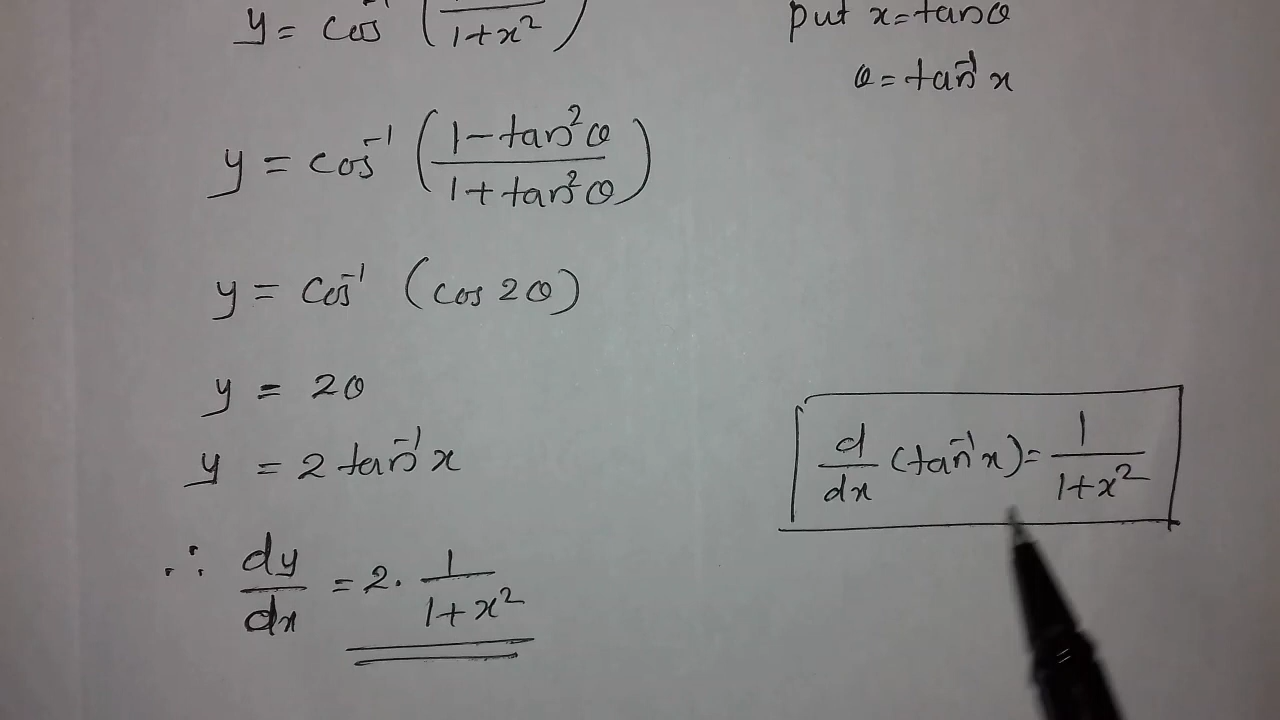 y = cos⁻¹ ( / 1+x²)
put x=tanθ
θ=tan⁻¹x
y = cos⁻¹ (1-tan²θ / 1+tan²θ)
y = cos⁻¹ (cos 2θ)
y = 2θ
y = 2 tan⁻¹x
d/dx (tan⁻¹x) = 1/1+x²
∴ dy/dx = 2. 1/1+x²